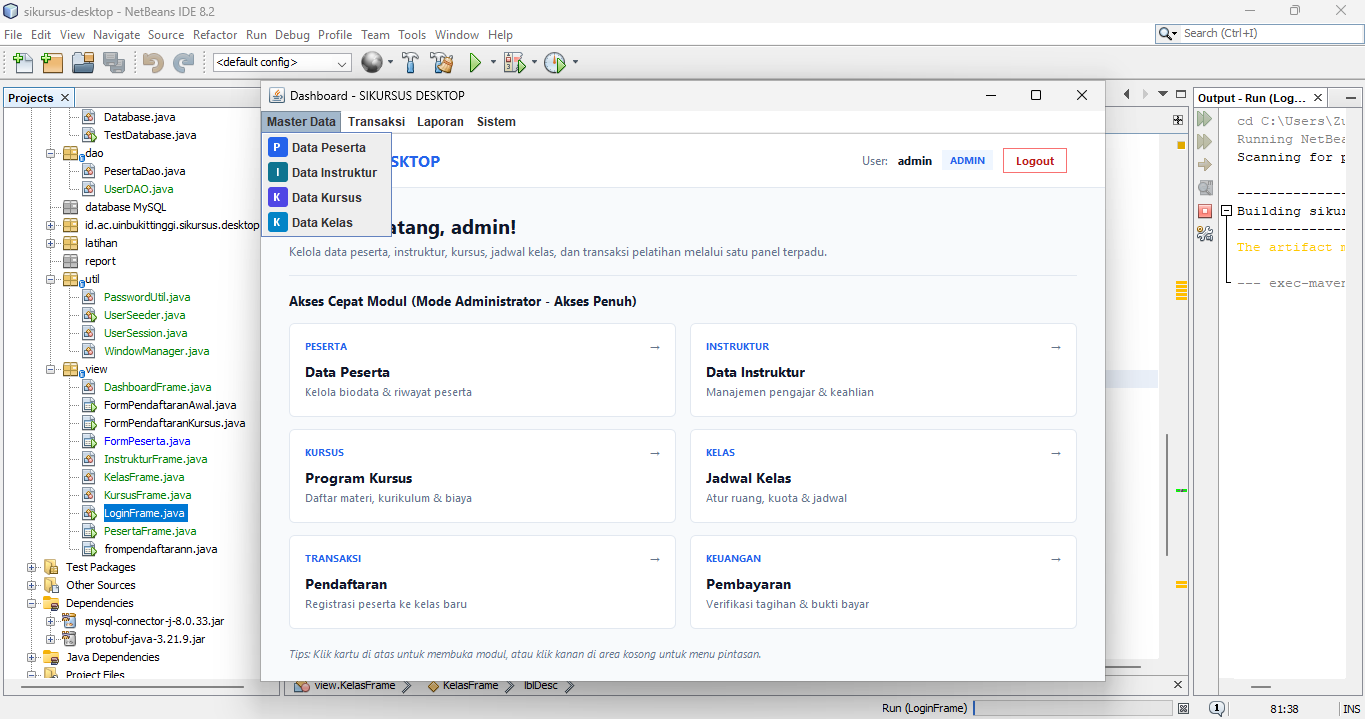 sikursus-desktop - NetBeans IDE 8.2
File Edit View Navigate Source Refactor Run Debug Profile Team Tools Window Help
Search (Ctrl+I)
<default config>
Projects
Database.java
TestDatabase.java
dao
PesertaDao.java
UserDAO.java
database MySQL
id.ac.uinbukittinggi.sikursus.desktop
latihan
report
util
PasswordUtil.java
UserSeeder.java
UserSession.java
WindowManager.java
view
DashboardFrame.java
FormPendaftaranAwal.java
FormPendaftaranKursus.java
FormPeserta.java
InstrukturFrame.java
KelasFrame.java
KursusFrame.java
LoginFrame.java
PesertaFrame.java
frompendaftarann.java
Test Packages
Other Sources
Dependencies
mysql-connector-j-8.0.33.jar
protobuf-java-3.21.9.jar
Java Dependencies
Project Files
Dashboard - SIKURSUS DESKTOP
Master Data Transaksi Laporan Sistem
P Data Peserta
I Data Instruktur
K Data Kursus
K Data Kelas
SKTOP
User: admin ADMIN Logout
atang, admin!
Kelola data peserta, instruktur, kursus, jadwal kelas, dan transaksi pelatihan melalui satu panel terpadu.
Akses Cepat Modul (Mode Administrator - Akses Penuh)
PESERTA →
Data Peserta
Kelola biodata & riwayat peserta
INSTRUKTUR →
Data Instruktur
Manajemen pengajar & keahlian
KURSUS →
Program Kursus
Daftar materi, kurikulum & biaya
KELAS →
Jadwal Kelas
Atur ruang, kuota & jadwal
TRANSAKSI →
Pendaftaran
Registrasi peserta ke kelas baru
KEUANGAN →
Pembayaran
Verifikasi tagihan & bukti bayar
Tips: Klik kartu di atas untuk membuka modul, atau klik kanan di area kosong untuk menu pintasan.
Output - Run (Log...
cd C:\Users\Zu
Running NetBea
Scanning for p
Building sikur
The artifact m
--- exec-maver
view.KelasFrame KelasFrame lblDesc
Run (LoginFrame)
1
81:38
INS